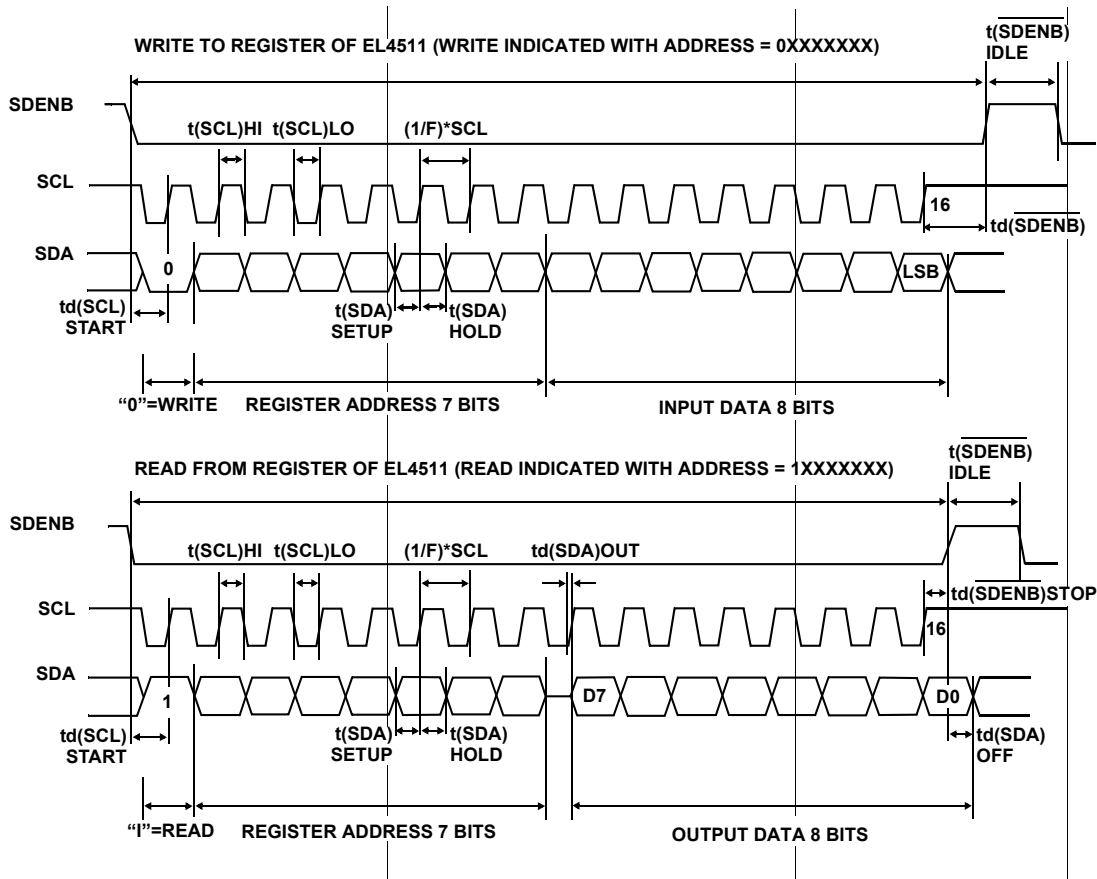 WRITE TO REGISTER OF EL4511 (WRITE INDICATED WITH ADDRESS = 0XXXXXXX)
t(SDENB)
IDLE
SDENB
t(SCL)HI t(SCL)LO (1/F)*SCL
SCL
16
td(SDENB)
SDA
0
LSB
td(SCL)
START
t(SDA)
SETUP
t(SDA)
HOLD
“0”=WRITE REGISTER ADDRESS 7 BITS INPUT DATA 8 BITS
READ FROM REGISTER OF EL4511 (READ INDICATED WITH ADDRESS = 1XXXXXXX)
t(SDENB)
IDLE
SDENB
t(SCL)HI t(SCL)LO (1/F)*SCL td(SDA)OUT
SCL
td(SDENB)STOP
16
SDA
1
D7
D0
td(SCL)
START
t(SDA)
SETUP
t(SDA)
HOLD
td(SDA)
OFF
“I”=READ REGISTER ADDRESS 7 BITS OUTPUT DATA 8 BITS